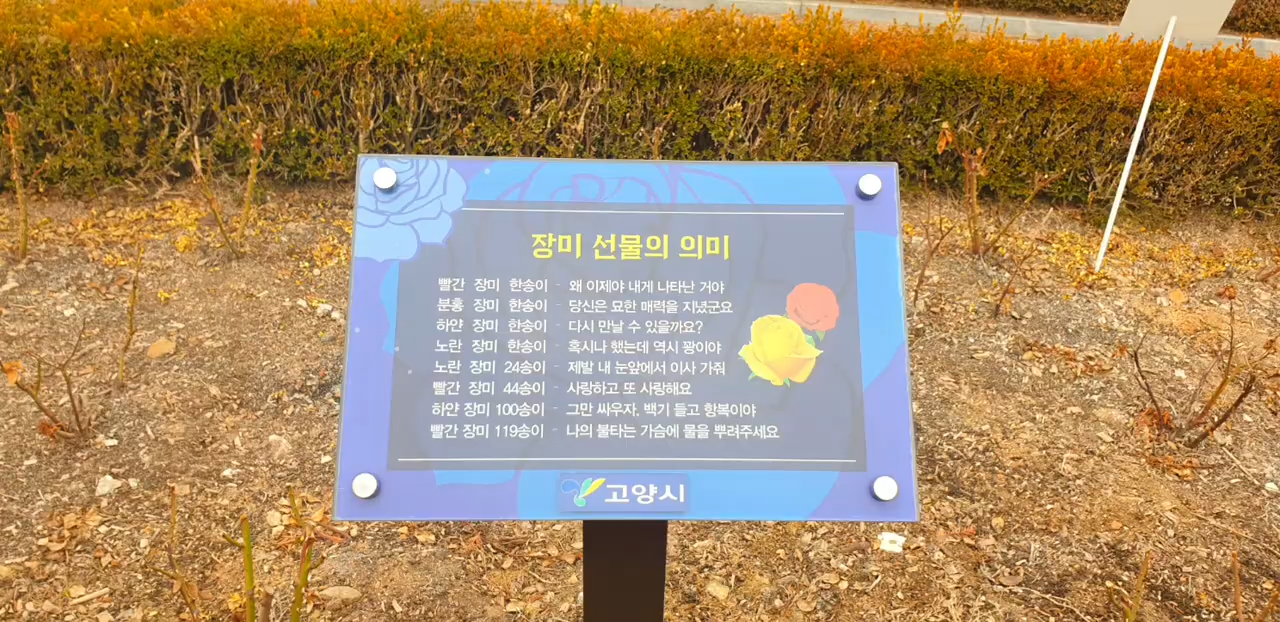 장미 선물의 의미
빨간 장미 한송이 - 왜 이제야 내게 나타난 거야
분홍 장미 한송이 - 당신은 묘한 매력을 지녔군요
하얀 장미 한송이 - 다시 만날 수 있을까요?
노란 장미 한송이 - 혹시나 했는데 역시 꽝이야
노란 장미 24송이 - 제발 내 눈앞에서 이사 가줘
빨간 장미 44송이 - 사랑하고 또 사랑해요
하얀 장미 100송이 - 그만 싸우자. 백기 들고 항복이야
빨간 장미 119송이 - 나의 불타는 가슴에 물을 뿌려주세요
고양시